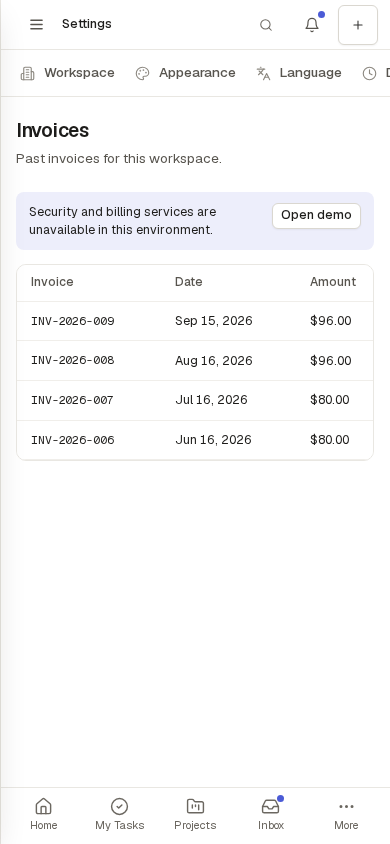 Settings
Workspace
Appearance
Language
Invoices
Past invoices for this workspace.
Security and billing services are
unavailable in this environment.
Open demo
Invoice Date Amount
INV-2026-009 Sep 15, 2026 $96.00
INV-2026-008 Aug 16, 2026 $96.00
INV-2026-007 Jul 16, 2026 $80.00
INV-2026-006 Jun 16, 2026 $80.00
Home
My Tasks
Projects
Inbox
More